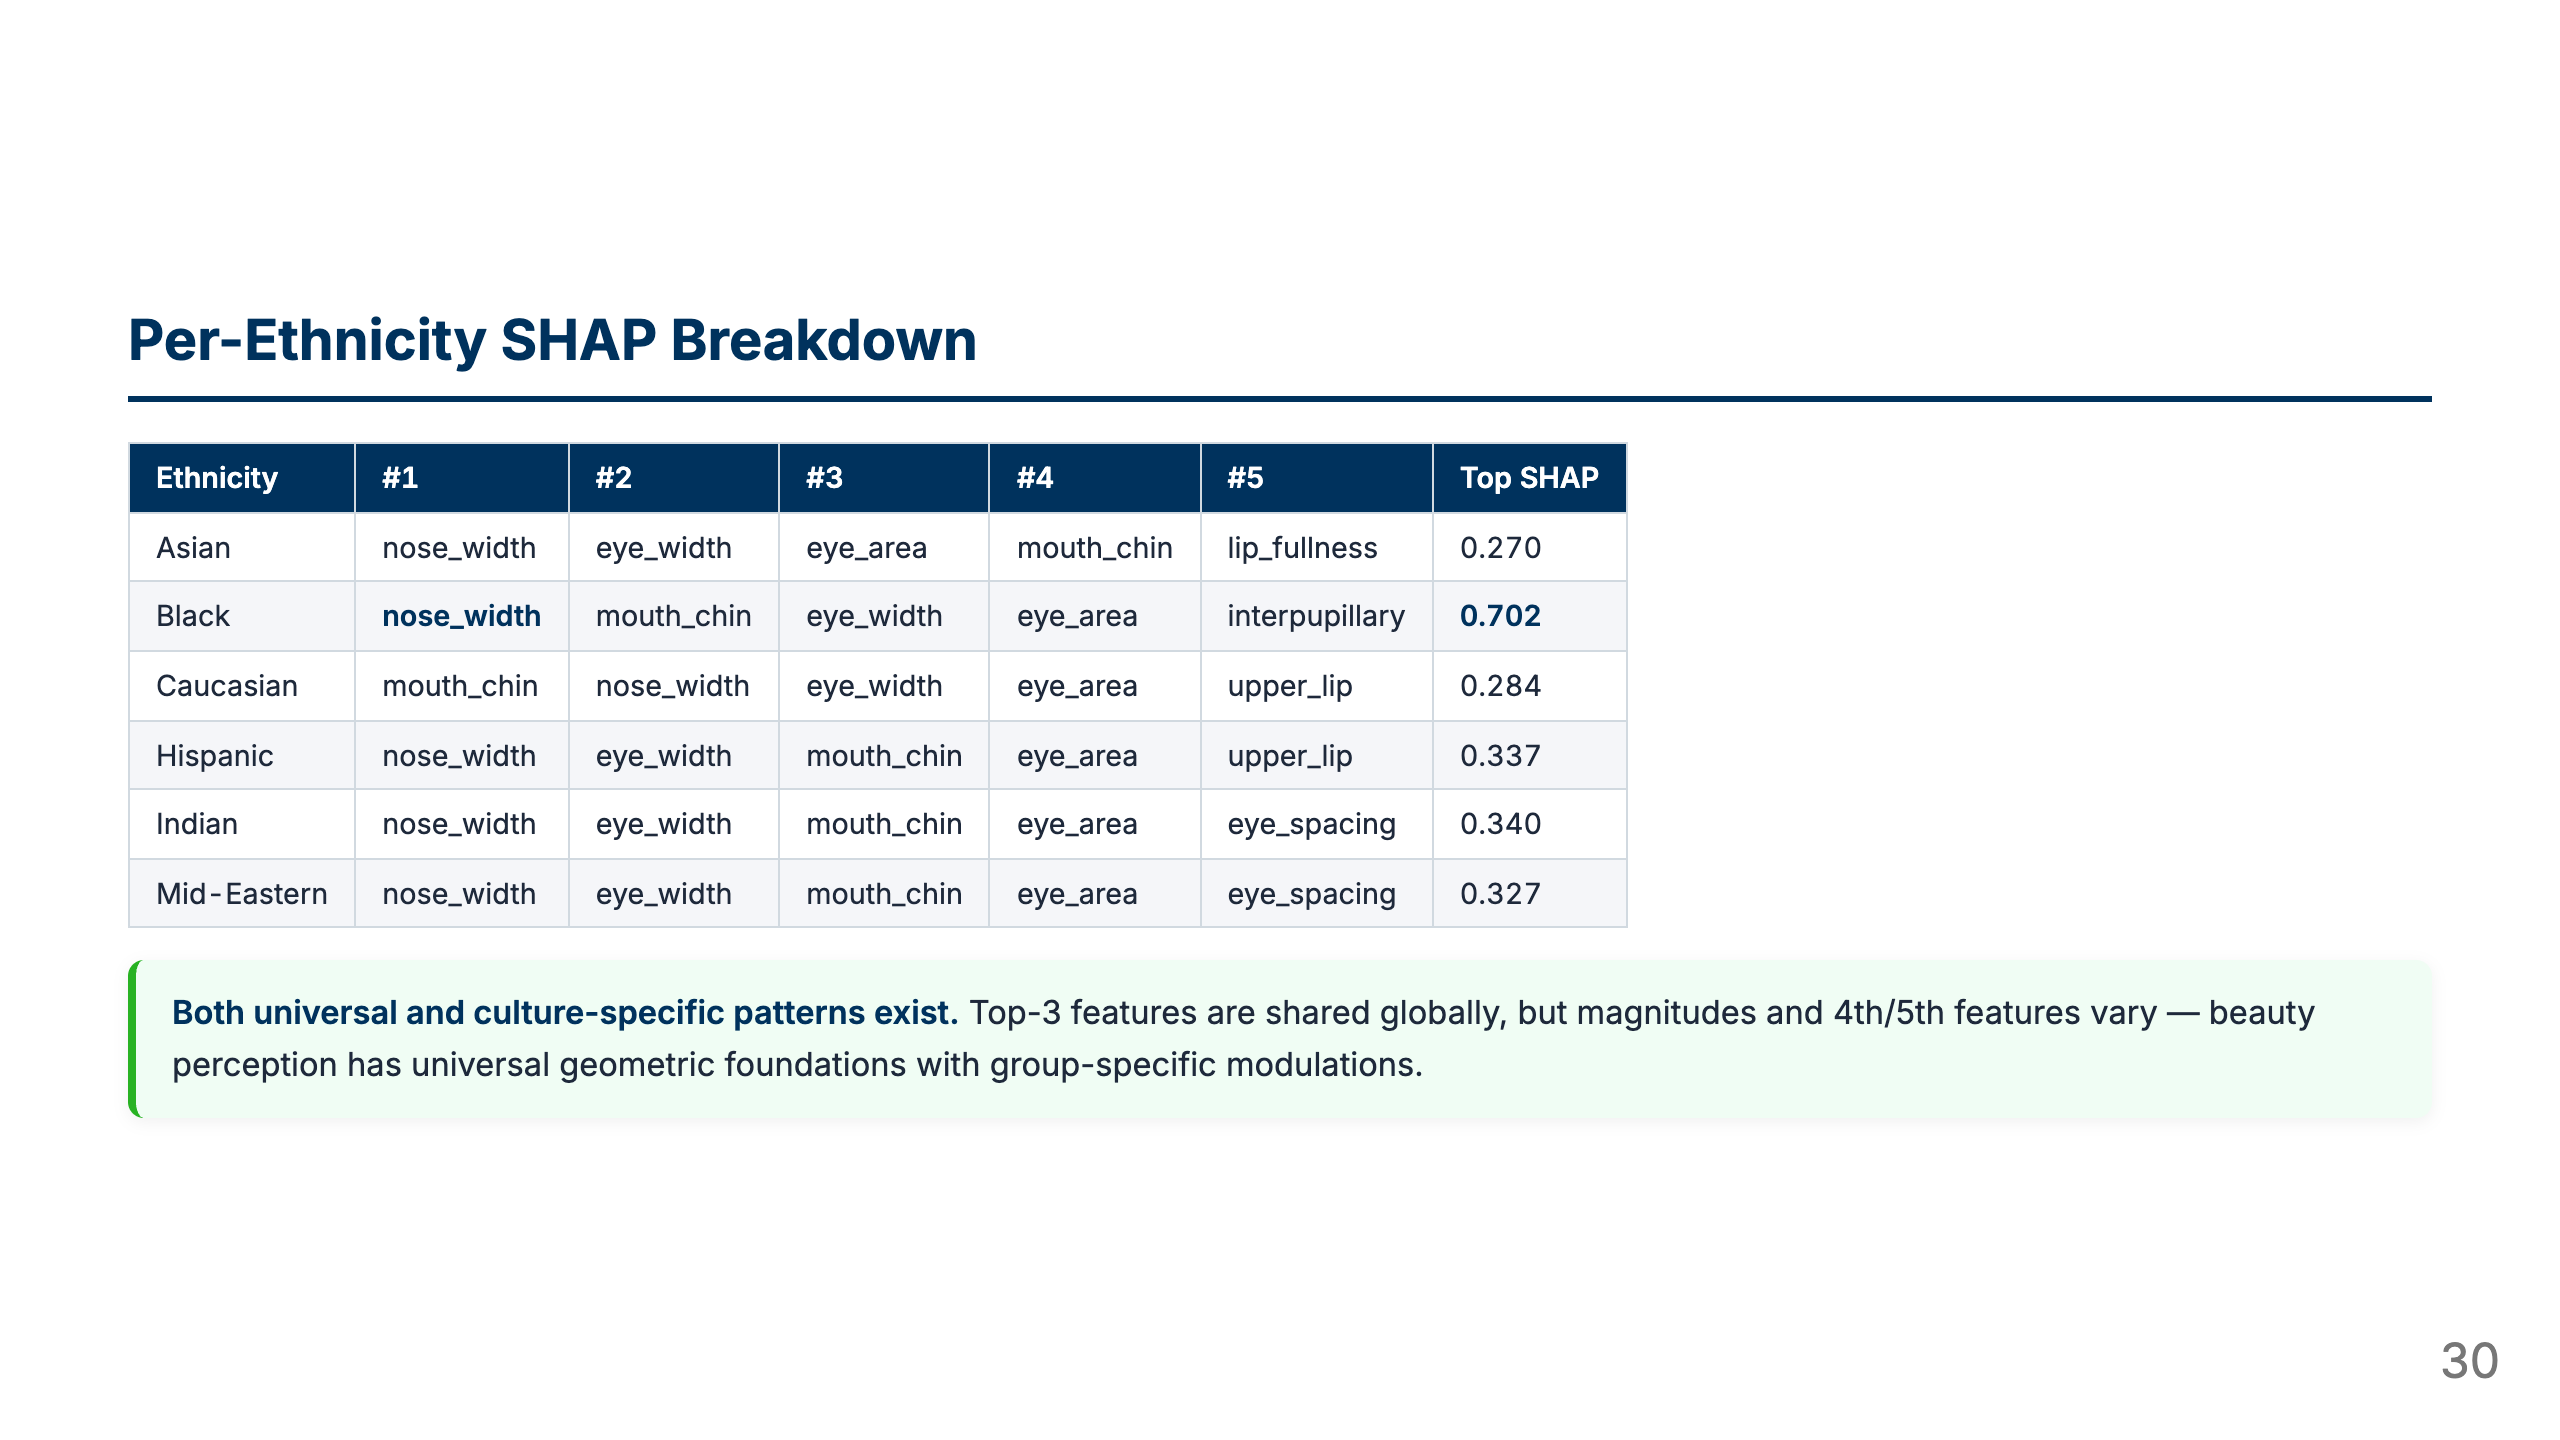 Per-Ethnicity SHAP Breakdown
Ethnicity #1 #2 #3 #4 #5 Top SHAP
Asian nose_width eye_width eye_area mouth_chin lip_fullness 0.270
Black nose_width mouth_chin eye_width eye_area interpupillary 0.702
Caucasian mouth_chin nose_width eye_width eye_area upper_lip 0.284
Hispanic nose_width eye_width mouth_chin eye_area upper_lip 0.337
Indian nose_width eye_width mouth_chin eye_area eye_spacing 0.340
Mid-Eastern nose_width eye_width mouth_chin eye_area eye_spacing 0.327
Both universal and culture-specific patterns exist. Top-3 features are shared globally, but magnitudes and 4th/5th features vary — beauty
perception has universal geometric foundations with group-specific modulations.
30